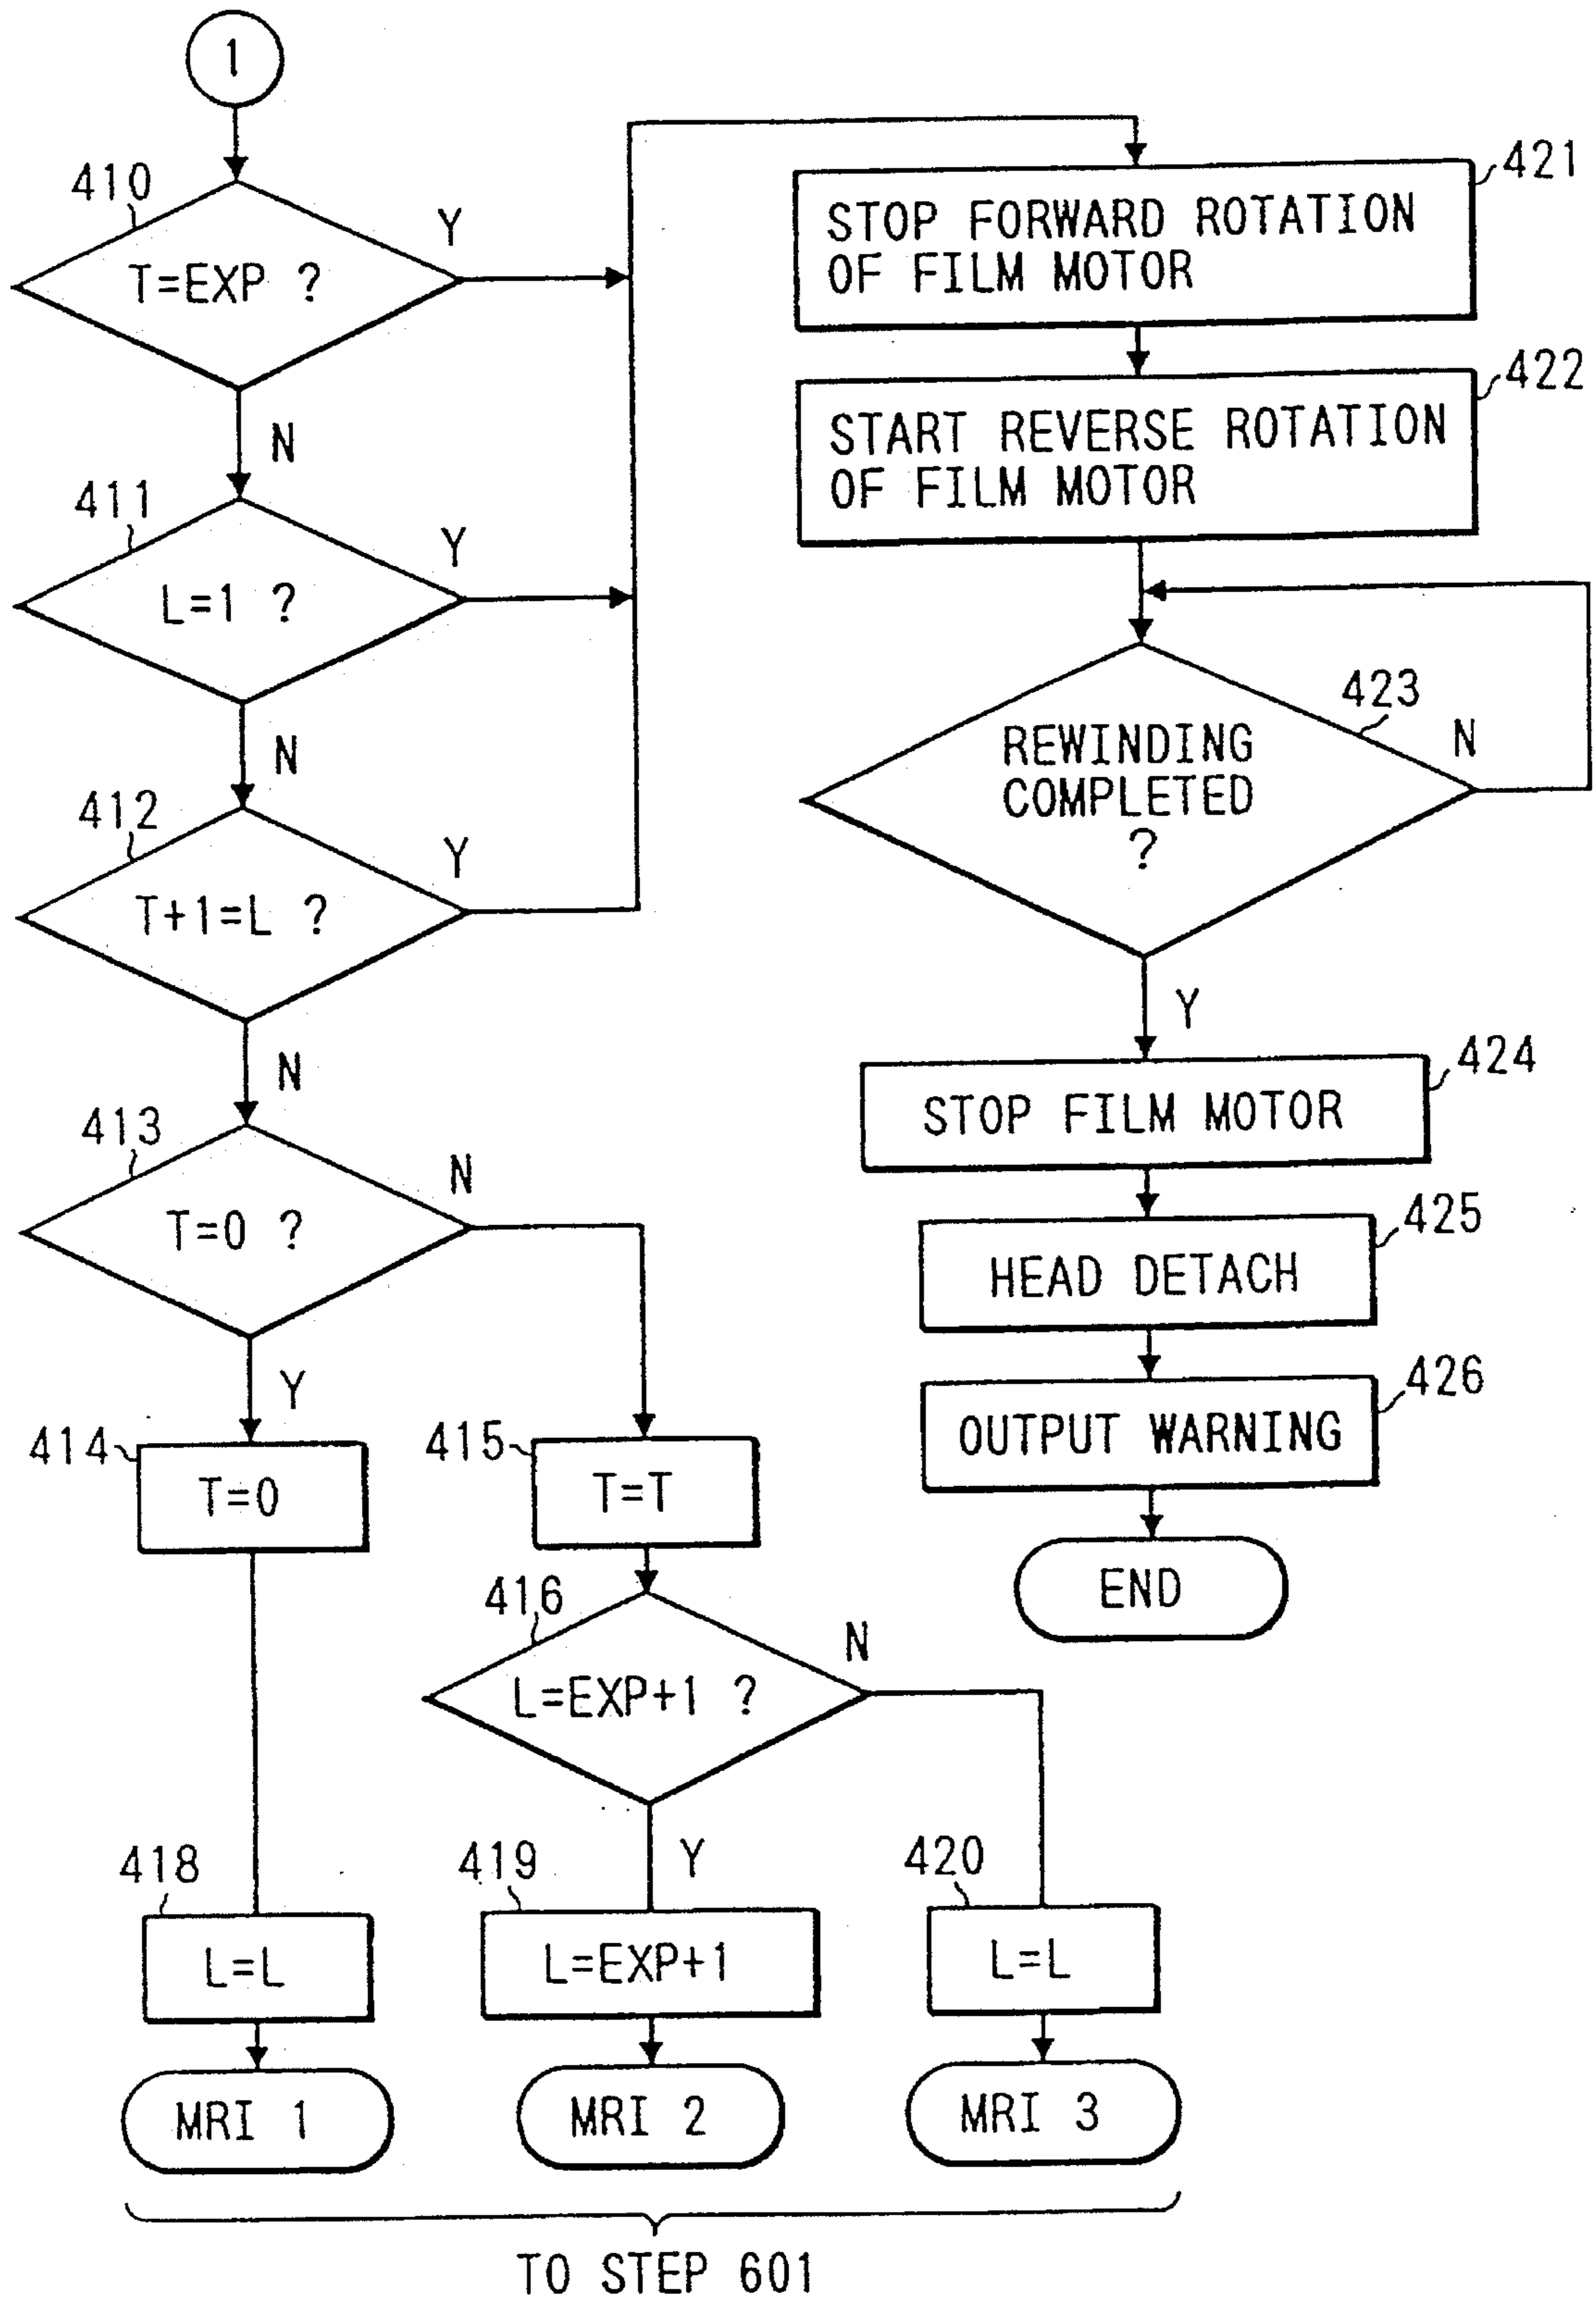 1
410
T=EXP ?
Y
N
411
L=1 ?
Y
N
412
T+1=L ?
Y
N
413
T=0 ?
N
Y
414
T=0
415
T=T
416
L=EXP+1 ?
N
Y
418
L=L
419
L=EXP+1
420
L=L
MRI 1
MRI 2
MRI 3
TO STEP 601
421
STOP FORWARD ROTATION
OF FILM MOTOR
422
START REVERSE ROTATION
OF FILM MOTOR
423
REWINDING
COMPLETED
?
N
Y
424
STOP FILM MOTOR
425
HEAD DETACH
426
OUTPUT WARNING
END